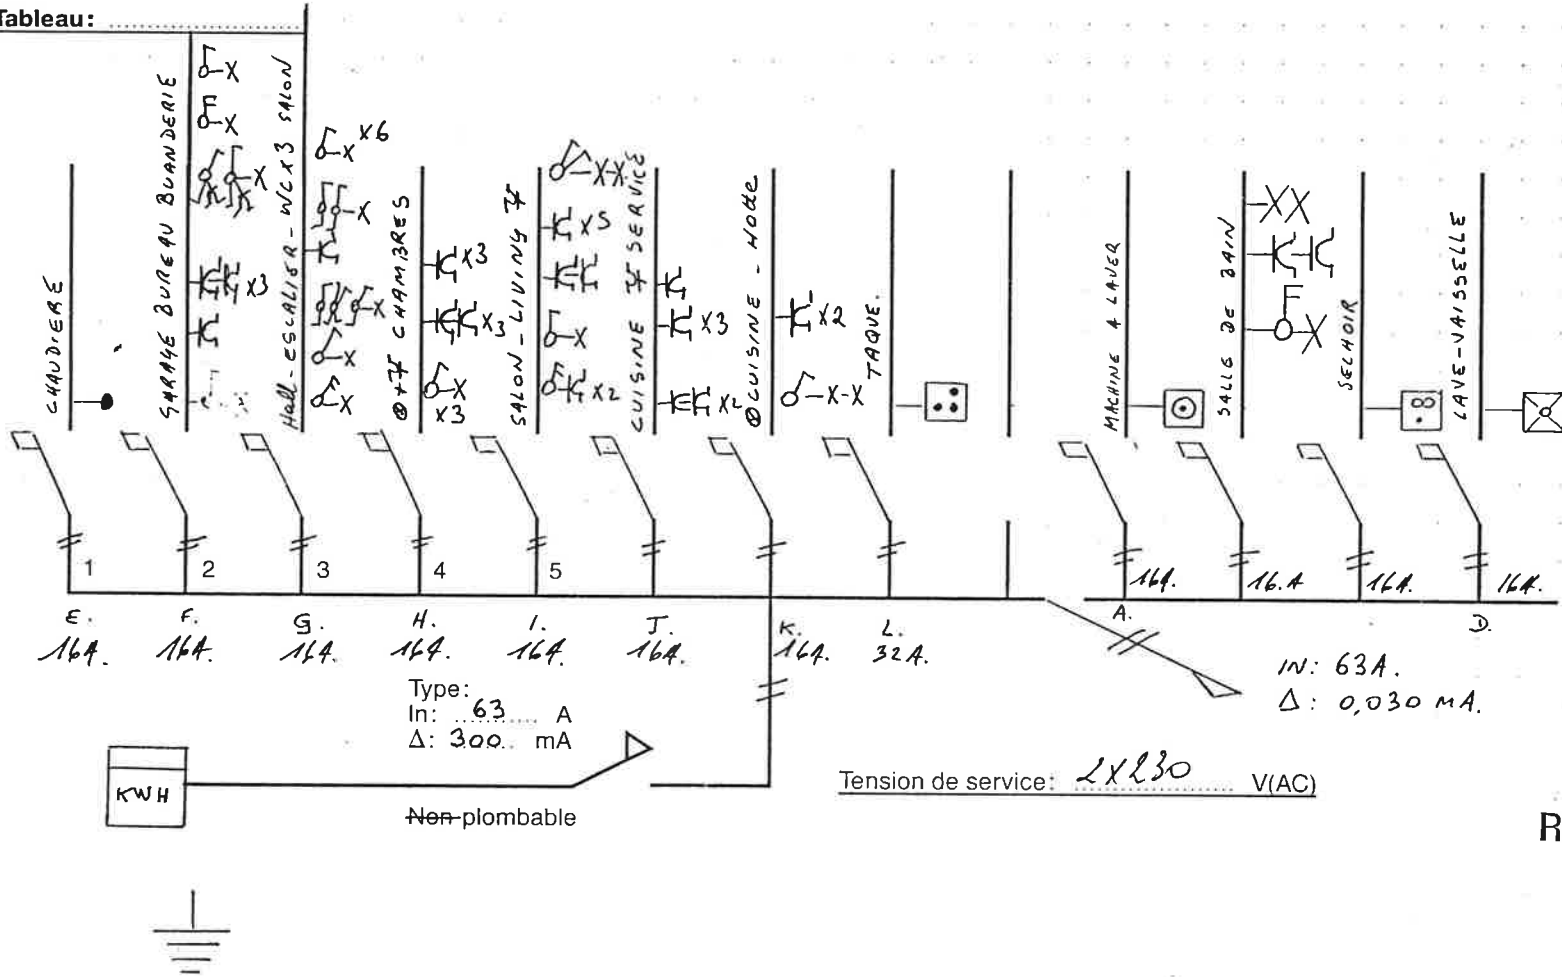 Tableau:
CHAUDIERE
GARAGE BUREAU BUANDERIE
X3
Hall-ESCALIER-WC X3 SALON
X6
CHAMBRES
X3
X3
X3
SALON-LIVING
X5
X2
CUISINE SERVICE
X3
X2
CUISINE-HOTTE
X2
TAQUE.
MACHINE A LAVER
SALLE DE BAIN
SECHOIR
LAVE-VAISSELLE
1 2 3 4 5
16A. 16.A 16A. 16A.
E. F. G. H. I. J. K. L. A. D.
16A. 16A. 16A. 16A. 16A. 16A. 16A. 32A.
Type:
In: 63 A
Δ: 300 mA
IN: 63A.
Δ: 0,030 MA.
KWH
Non-plombable
Tension de service: 2X230 V(AC)
R